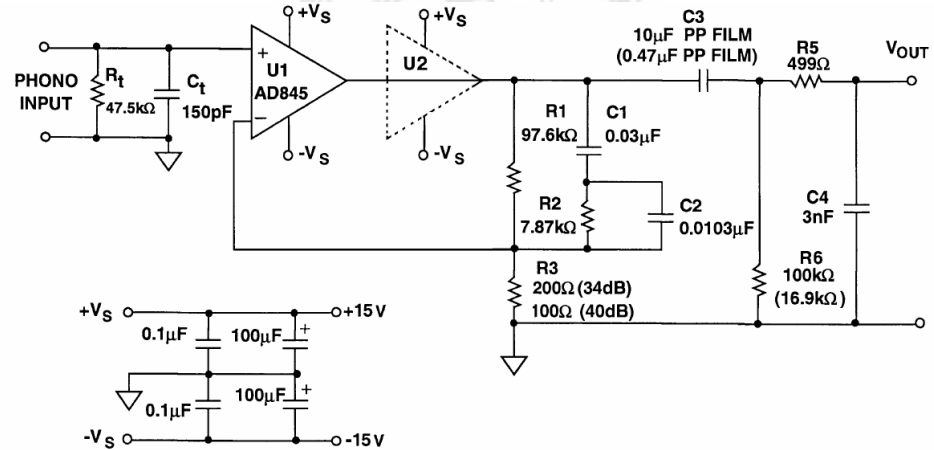 +VS
+VS
C3
10µF PP FILM
(0.47µF PP FILM)
R5
499Ω
VOUT
PHONO
INPUT
Rt
47.5kΩ
Ct
150pF
+
U1
AD845
−
U2
-VS
-VS
R1
97.6kΩ
C1
0.03µF
R2
7.87kΩ
C2
0.0103µF
C4
3nF
R3
200Ω (34dB)
100Ω (40dB)
R6
100kΩ
(16.9kΩ)
+VS
+15V
0.1µF
100µF
+
0.1µF
100µF
+
-VS
-15V